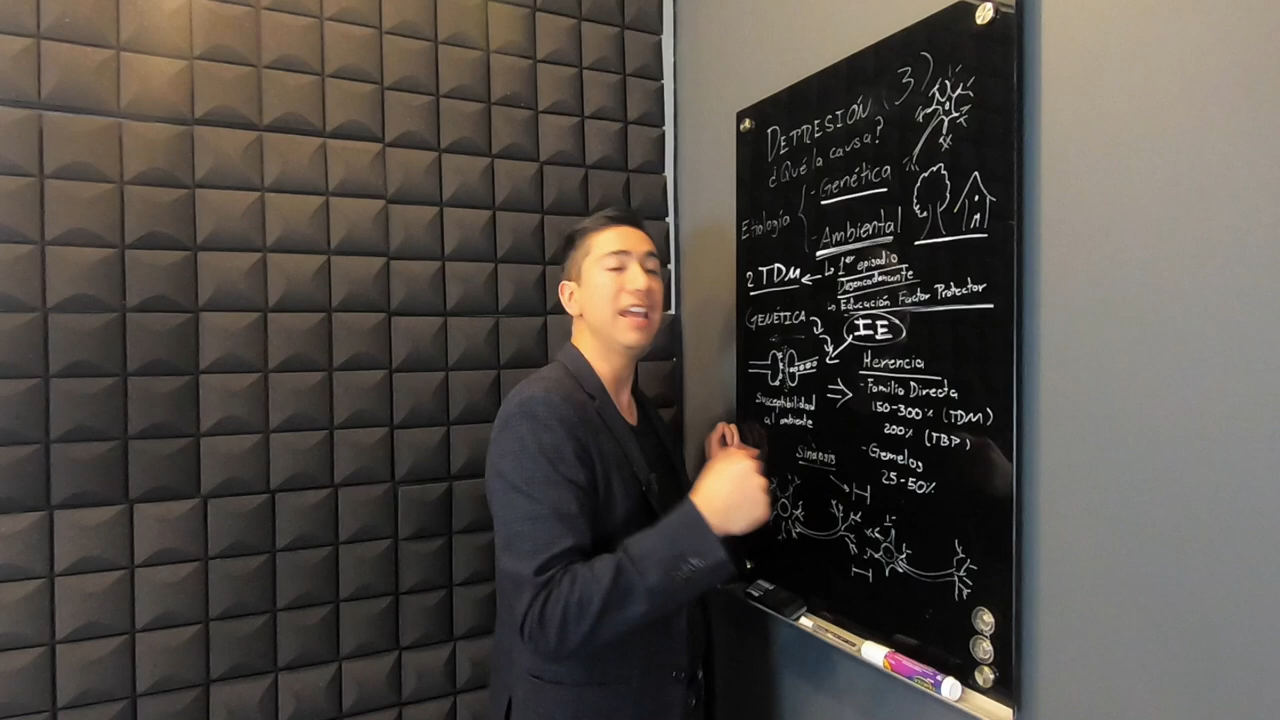 DEPRESIÓN (3)
¿Qué la causa?
Etiología
- Genética
- Ambiental
2 TDM
↳ 1er episodio
Desencadenante
↳ Educación Factor Protector
GENÉTICA
IE
Susceptibilidad
al ambiente
Herencia
- Familia Directa
150-300% (TDM)
200% (TBP)
- Gemelos
25-50%
Sinapsis